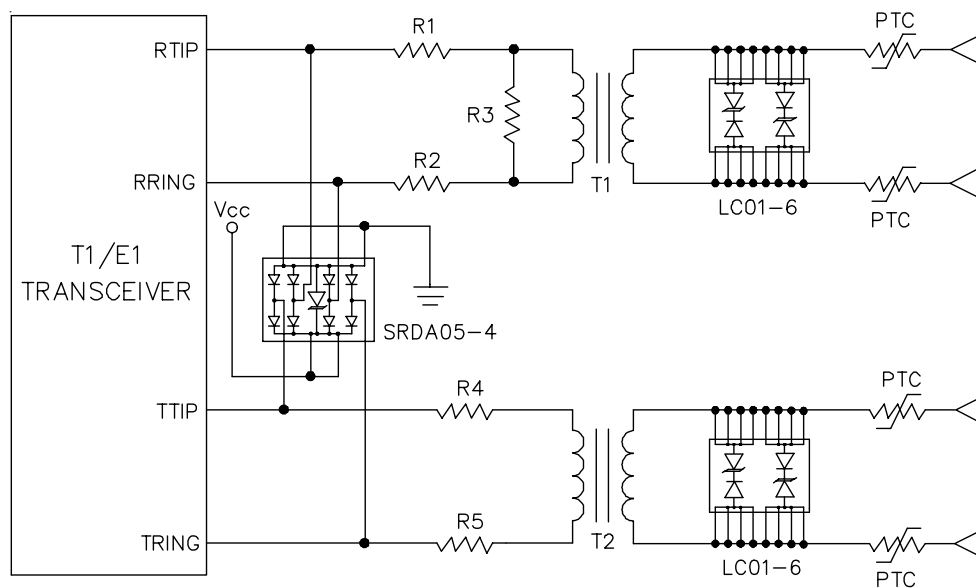 PTC
R1
RTIP
R3
R2
RRING
T1
PTC
LC01-6
Vcc
T1/E1
TRANSCEIVER
SRDA05-4
PTC
R4
TTIP
R5
TRING
T2
LC01-6
PTC